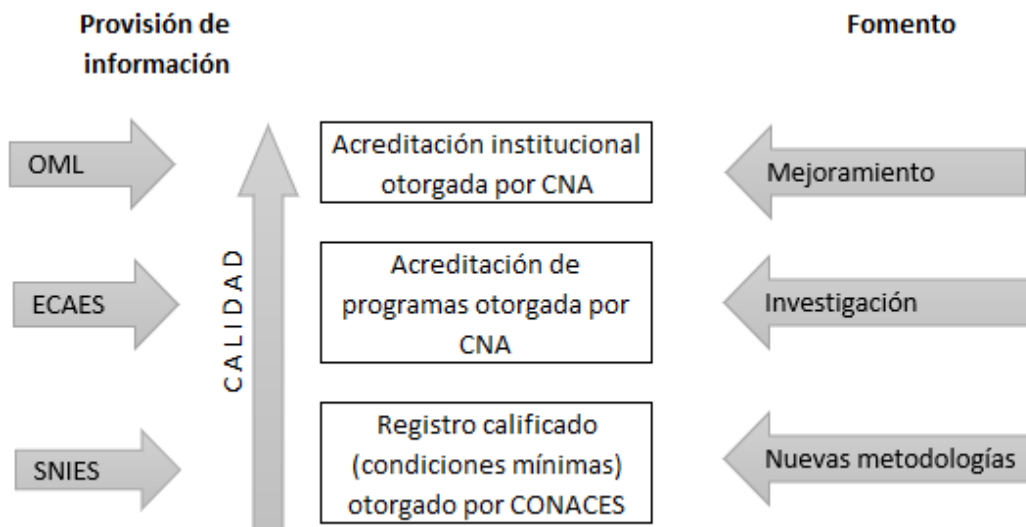 Provisión de
información
Fomento
OML
Acreditación institucional
otorgada por CNA
Mejoramiento
CALIDAD
ECAES
Acreditación de
programas otorgada por
CNA
Investigación
SNIES
Registro calificado
(condiciones mínimas)
otorgado por CONACES
Nuevas metodologías